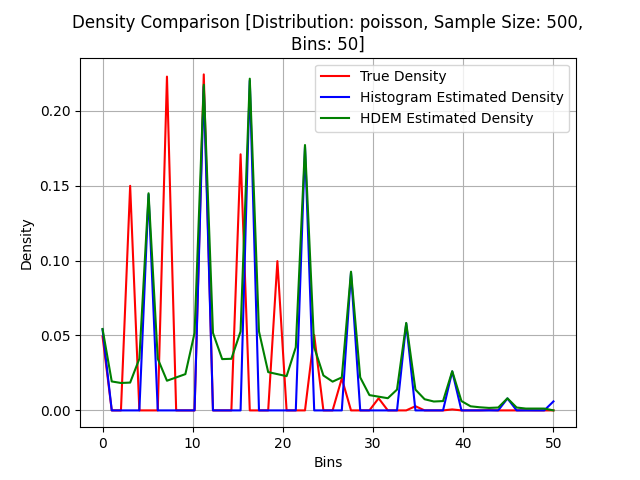 Density Comparison [Distribution: poisson, Sample Size: 500,
Bins: 50]
True Density
Histogram Estimated Density
HDEM Estimated Density
Density
0.20
0.15
0.10
0.05
0.00
0 10 20 30 40 50
Bins